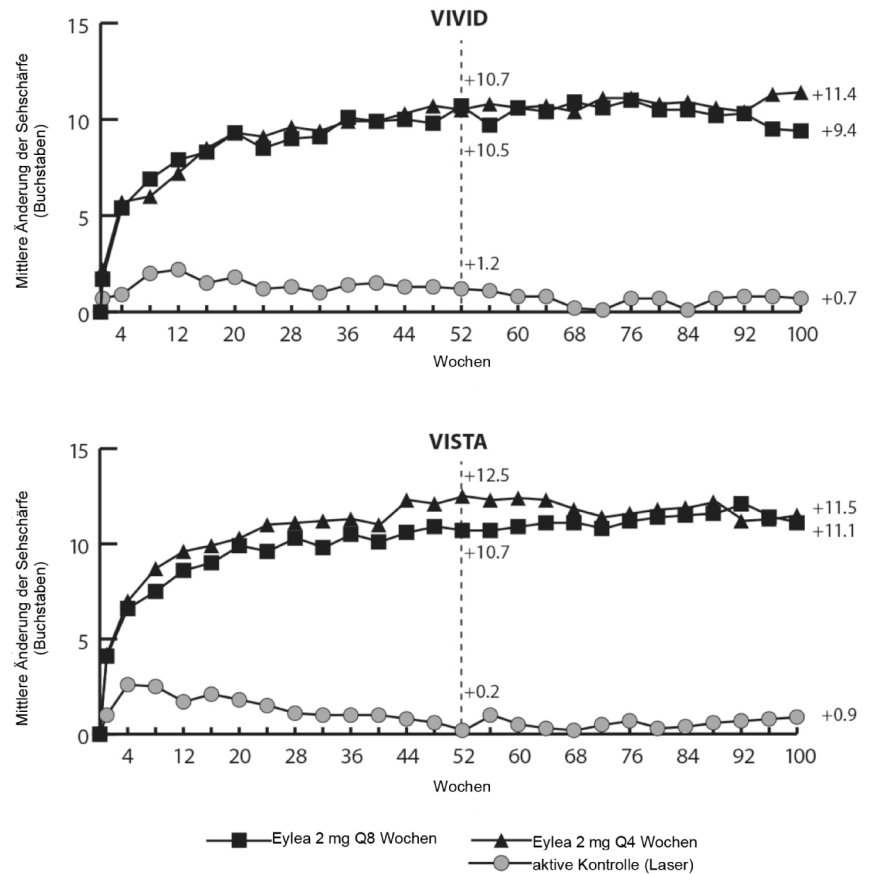 VIVID
15
10
5
0
Mittlere Änderung der Sehschärfe
(Buchstaben)
+10.7
+10.5
+1.2
+11.4
+9.4
+0.7
4 12 20 28 36 44 52 60 68 76 84 92 100
Wochen
VISTA
15
10
5
0
Mittlere Änderung der Sehschärfe
(Buchstaben)
+12.5
+10.7
+0.2
+11.5
+11.1
+0.9
4 12 20 28 36 44 52 60 68 76 84 92 100
Wochen
Eylea 2 mg Q8 Wochen
Eylea 2 mg Q4 Wochen
aktive Kontrolle (Laser)